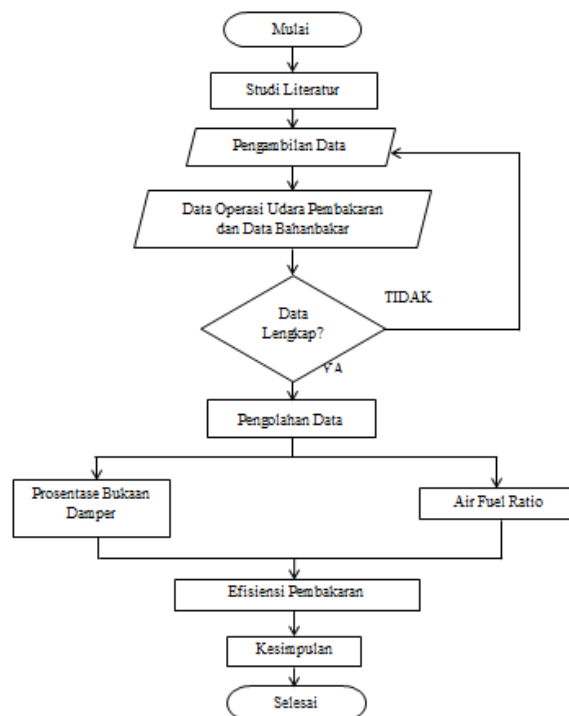 Mulai
Studi Literatur
Pengambilan Data
Data Operasi Udara Pembakaran
dan Data Bahanbakar
TIDAK
Data
Lengkap?
YA
Pengolahan Data
Prosentase Bukaan
Damper
Air Fuel Ratio
Efisiensi Pembakaran
Kesimpulan
Selesai